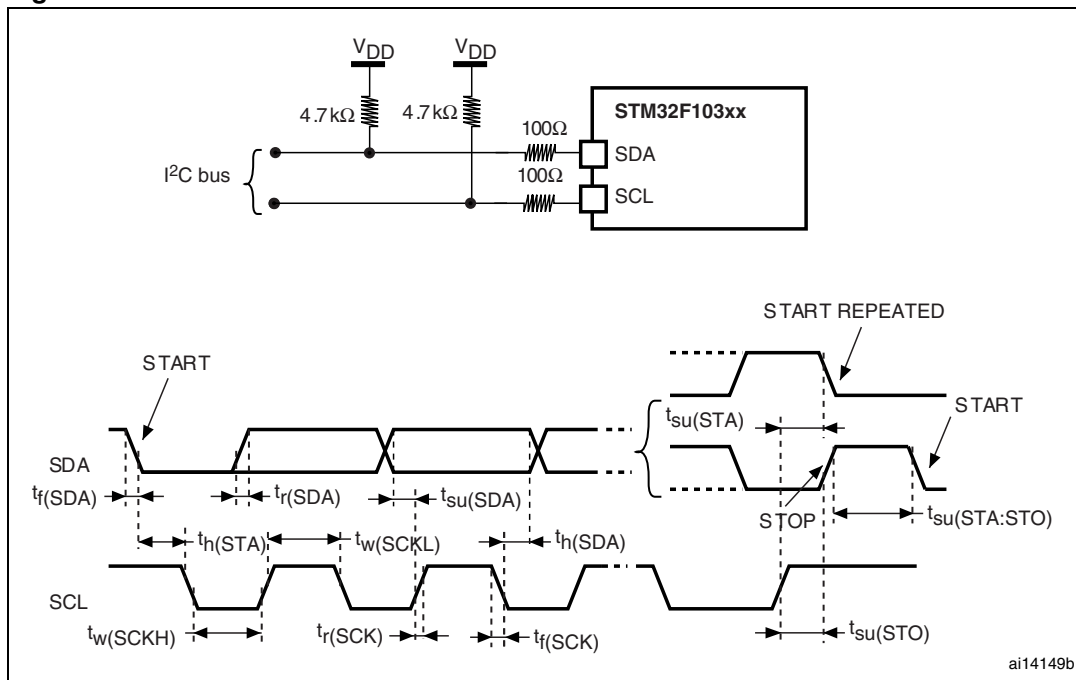 VDD VDD
4.7kΩ 4.7kΩ
STM32F103xx
100Ω
SDA
I²C bus
100Ω
SCL
START REPEATED
START
tsu(STA)
START
SDA
tf(SDA)
tr(SDA)
tsu(SDA)
STOP
tsu(STA:STO)
th(STA)
tw(SCKL)
th(SDA)
SCL
tw(SCKH)
tr(SCK)
tf(SCK)
tsu(STO)
ai14149b